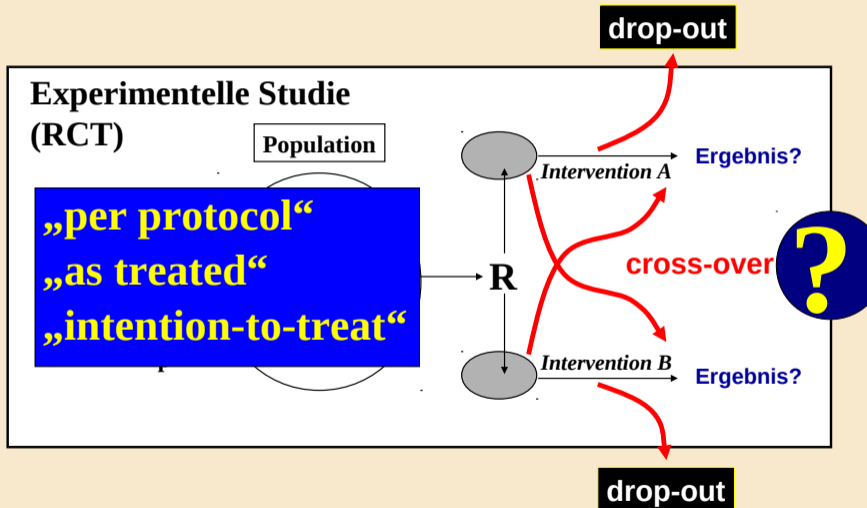 drop-out
Experimentelle Studie
(RCT)
Population
Intervention A
Ergebnis?
„per protocol“
„as treated“
„intention-to-treat“
R
cross-over
?
Intervention B
Ergebnis?
drop-out